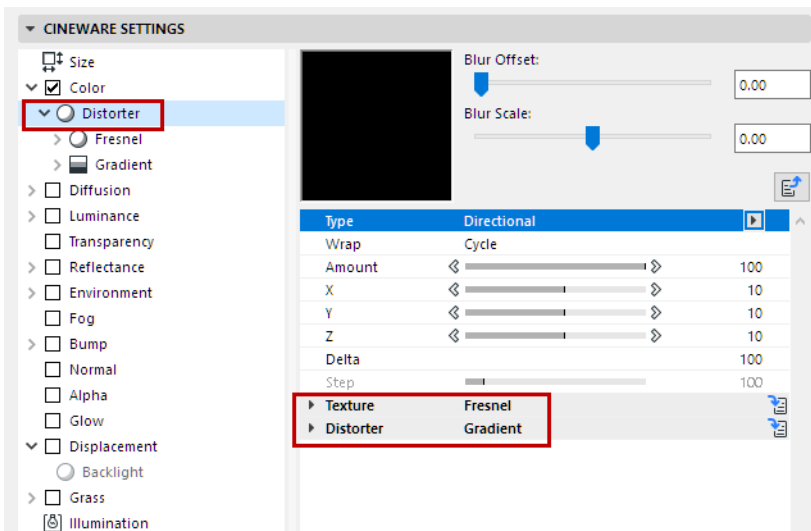 CINEWARE SETTINGS
Size
Color
Distorter
Fresnel
Gradient
Diffusion
Luminance
Transparency
Reflectance
Environment
Fog
Bump
Normal
Alpha
Glow
Displacement
Backlight
Grass
Illumination
Blur Offset:
0.00
Blur Scale:
0.00
Type Directional
Wrap Cycle
Amount 100
X 10
Y 10
Z 10
Delta 100
Step 100
Texture Fresnel
Distorter Gradient